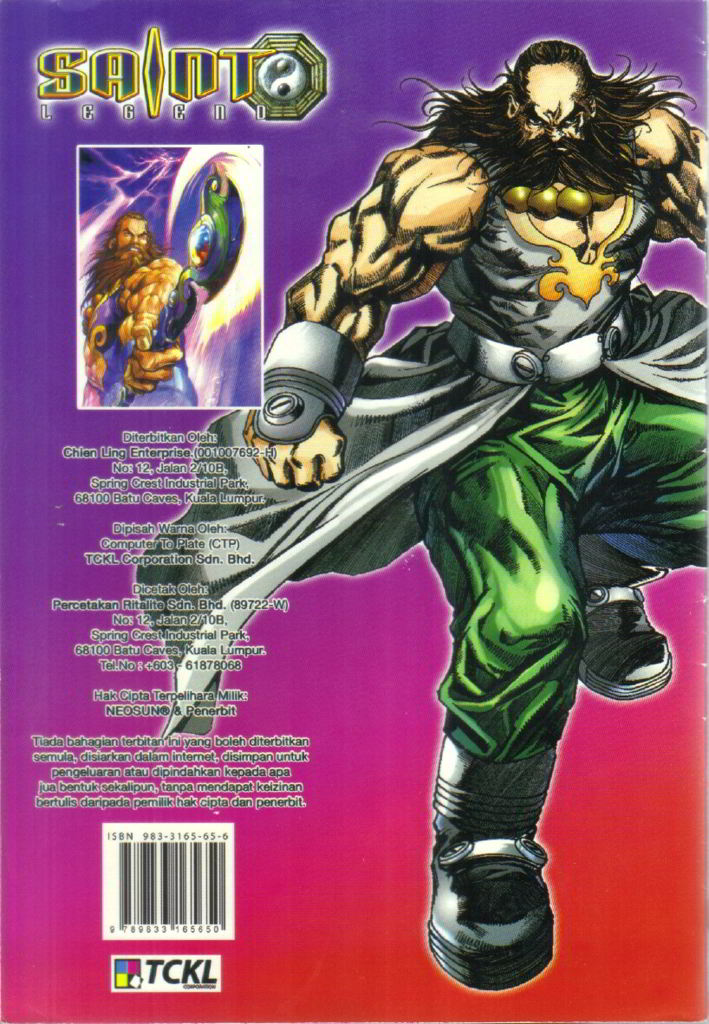 SAINT
LEGEND
Diterbitkan Oleh:
Chien Ling Enterprise.(001007692-H)
No: 12, Jalan 2/10B,
Spring Crest Industrial Park,
68100 Batu Caves, Kuala Lumpur.
Dipisah Warna Oleh:
Computer To Plate (CTP)
TCKL Corporation Sdn. Bhd.
Dicetak Oleh:
Percetakan Ritalite Sdn. Bhd. (89722-W)
No: 12, Jalan 2/10B,
Spring Crest Industrial Park,
68100 Batu Caves, Kuala Lumpur.
Tel.No : +603 - 61878068
Hak Cipta Terpelihara Milik:
NEOSUN® & Penerbit
Tiada bahagian terbitan ini yang boleh diterbitkan
semula, disiarkan dalam internet, disimpan untuk
pengeluaran atau dipindahkan kepada apa
jua bentuk sekalipun, tanpa mendapat keizinan
bertulis daripada pemilik hak cipta dan penerbit.
ISBN 983-3165-65-6
9 789833 165650
TCKL
CORPORATION